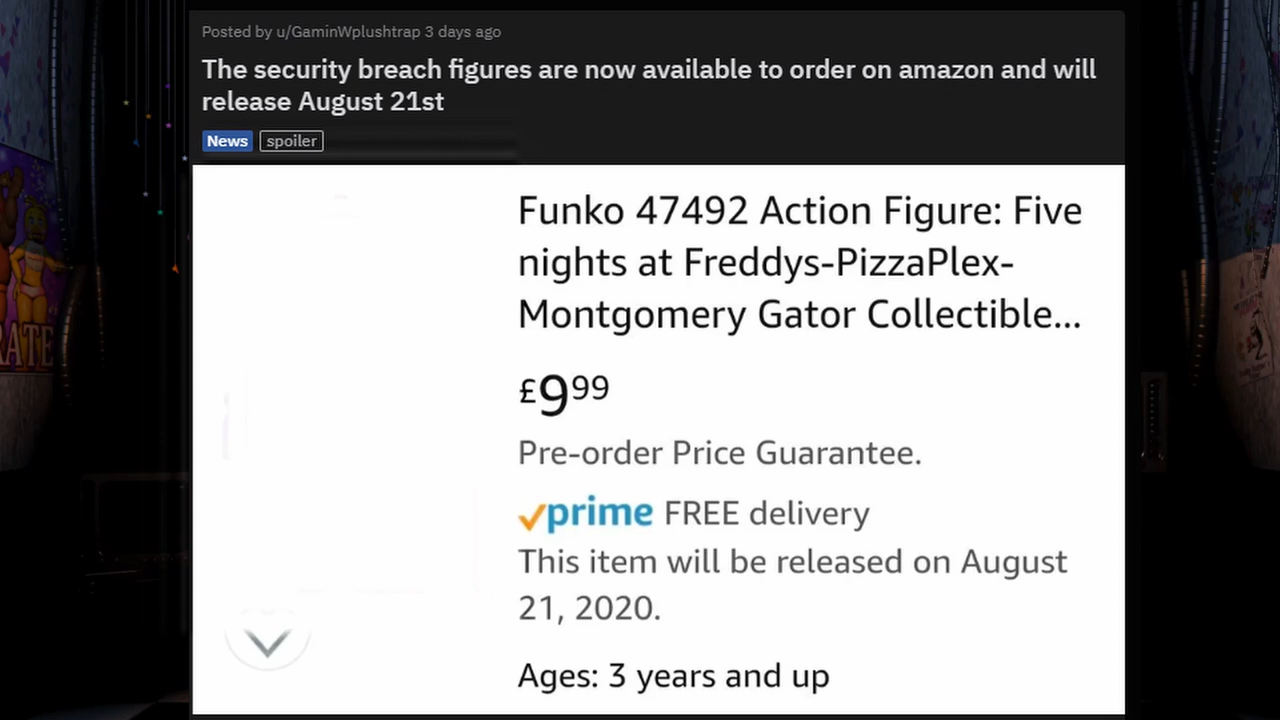 Posted by u/GaminWplushtrap 3 days ago
The security breach figures are now available to order on amazon and will
release August 21st
News spoiler
Funko 47492 Action Figure: Five
nights at Freddys-PizzaPlex-
Montgomery Gator Collectible...
£9⁹⁹
Pre-order Price Guarantee.
prime FREE delivery
This item will be released on August
21, 2020.
Ages: 3 years and up